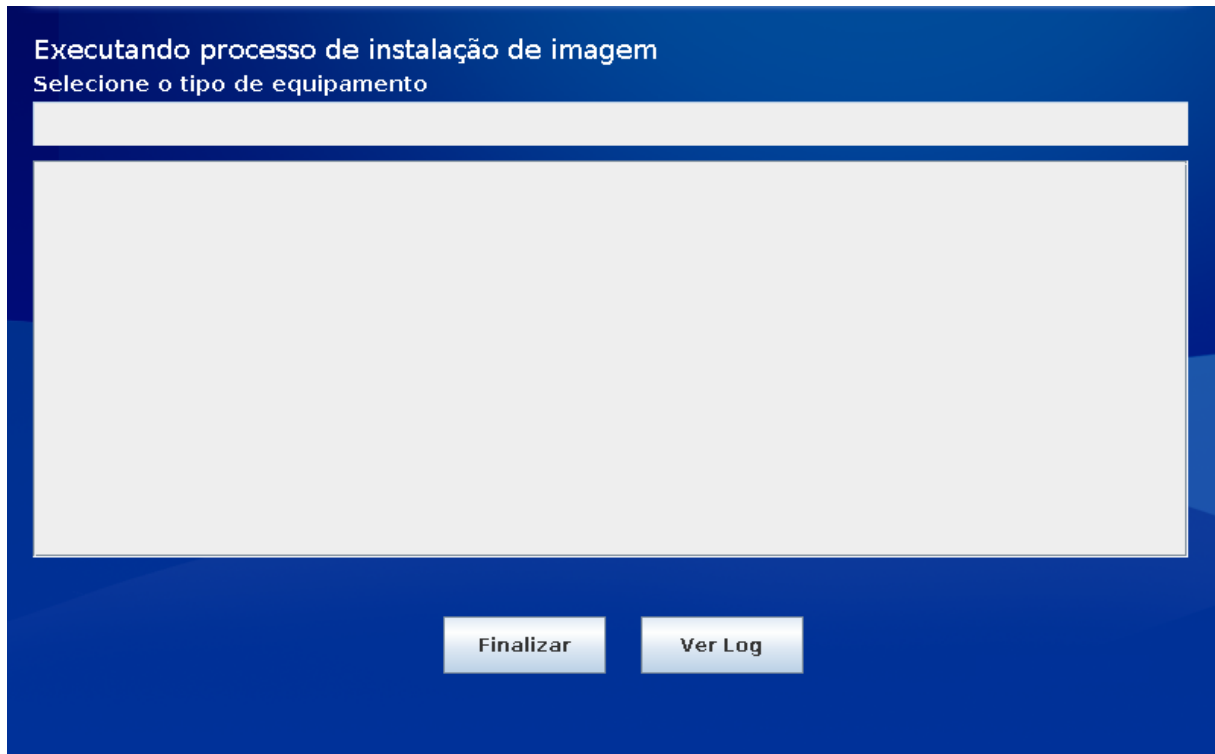 Executando processo de instalação de imagem
Selecione o tipo de equipamento
Finalizar
Ver Log